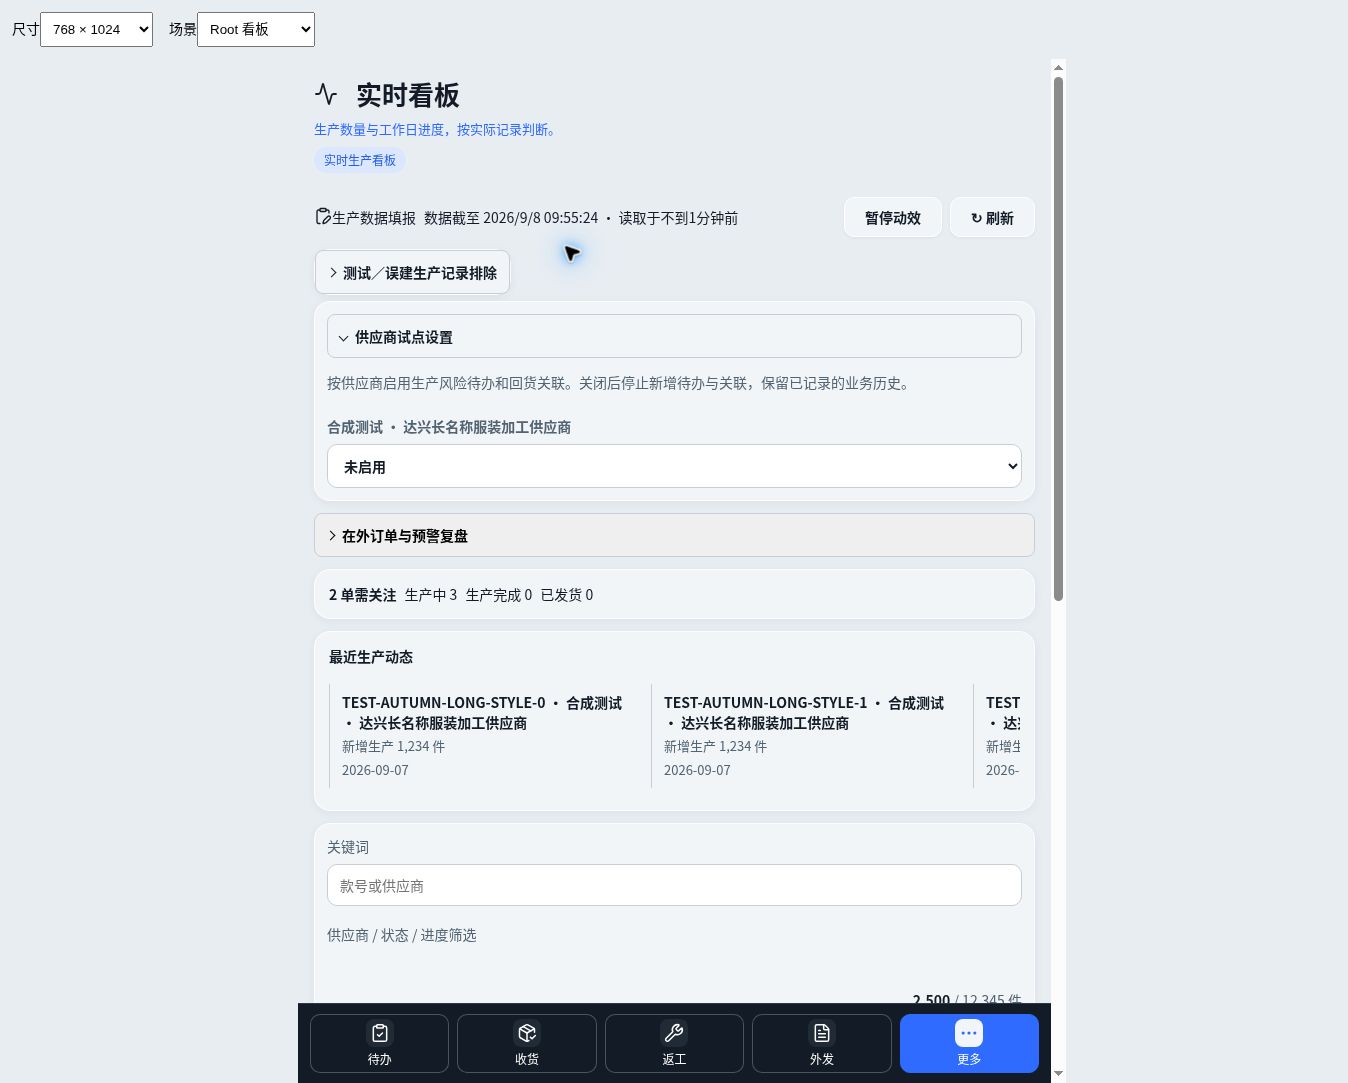 尺寸 768 × 1024 场景 Root 看板
实时看板
生产数量与工作日进度，按实际记录判断。
实时生产看板
生产数据填报 数据截至 2026/9/8 09:55:24 · 读取于不到1分钟前 暂停动效 ↻ 刷新
测试／误建生产记录排除
供应商试点设置
按供应商启用生产风险待办和回货关联。关闭后停止新增待办与关联，保留已记录的业务历史。
合成测试 · 达兴长名称服装加工供应商
未启用
在外订单与预警复盘
2 单需关注 生产中 3 生产完成 0 已发货 0
最近生产动态
TEST-AUTUMN-LONG-STYLE-0 · 合成测试
· 达兴长名称服装加工供应商
新增生产 1,234 件
2026-09-07
TEST-AUTUMN-LONG-STYLE-1 · 合成测试
· 达兴长名称服装加工供应商
新增生产 1,234 件
2026-09-07
TEST
· 达
新增
2026-
关键词
款号或供应商
供应商 / 状态 / 进度筛选
2,500 / 12,345 件
待办 收货 返工 外发 更多